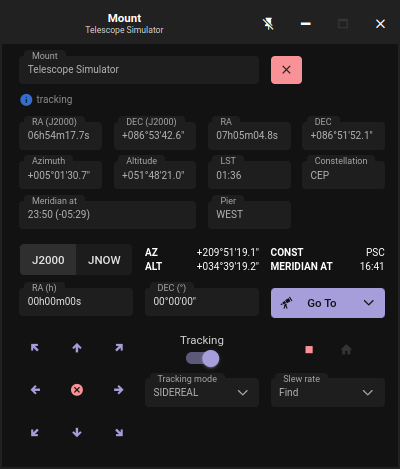 Mount
Telescope Simulator
Mount
Telescope Simulator
tracking
RA (J2000) DEC (J2000) RA DEC
06h54m17.7s +086°53'42.6" 07h05m04.8s +086°51'52.1"
Azimuth Altitude LST Constellation
+005°01'30.7" +051°48'21.0" 01:36 CEP
Meridian at Pier
23:50 (-05:29) WEST
J2000 JNOW AZ +209°51'19.1" CONST PSC
ALT +034°39'19.2" MERIDIAN AT 16:41
RA (h) DEC (°)
00h00m00s 00°00'00" Go To
Tracking
Tracking mode Slew rate
SIDEREAL Find